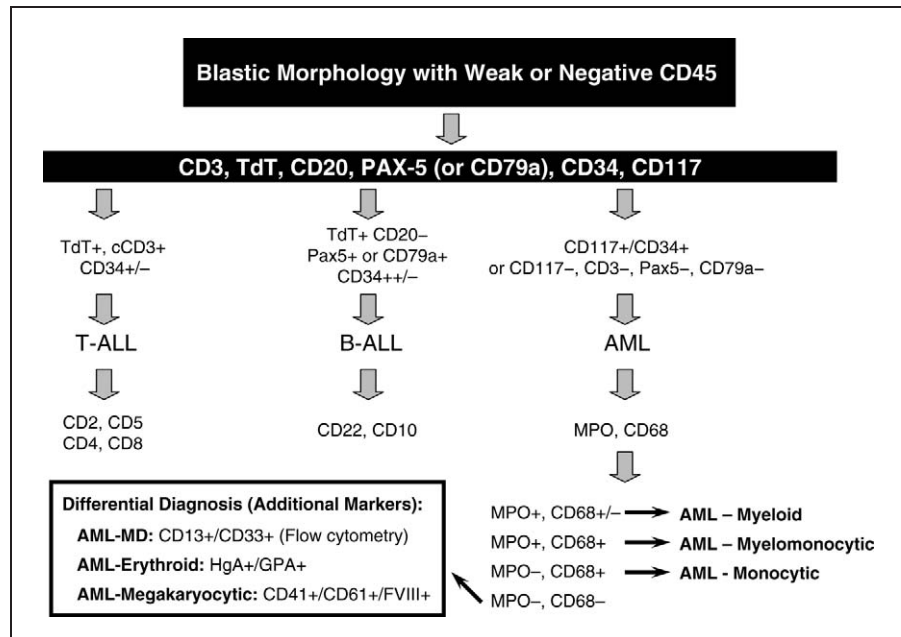 Blastic Morphology with Weak or Negative CD45
CD3, TdT, CD20, PAX-5 (or CD79a), CD34, CD117
TdT+, cCD3+
CD34+/−
T-ALL
CD2, CD5
CD4, CD8
TdT+ CD20−
Pax5+ or CD79a+
CD34++/−
B-ALL
CD22, CD10
CD117+/CD34+
or CD117−, CD3−, Pax5−, CD79a−
AML
MPO, CD68
MPO+, CD68+/− AML – Myeloid
MPO+, CD68+ AML – Myelomonocytic
MPO−, CD68+ AML - Monocytic
MPO−, CD68−
Differential Diagnosis (Additional Markers):
AML-MD: CD13+/CD33+ (Flow cytometry)
AML-Erythroid: HgA+/GPA+
AML-Megakaryocytic: CD41+/CD61+/FVIII+